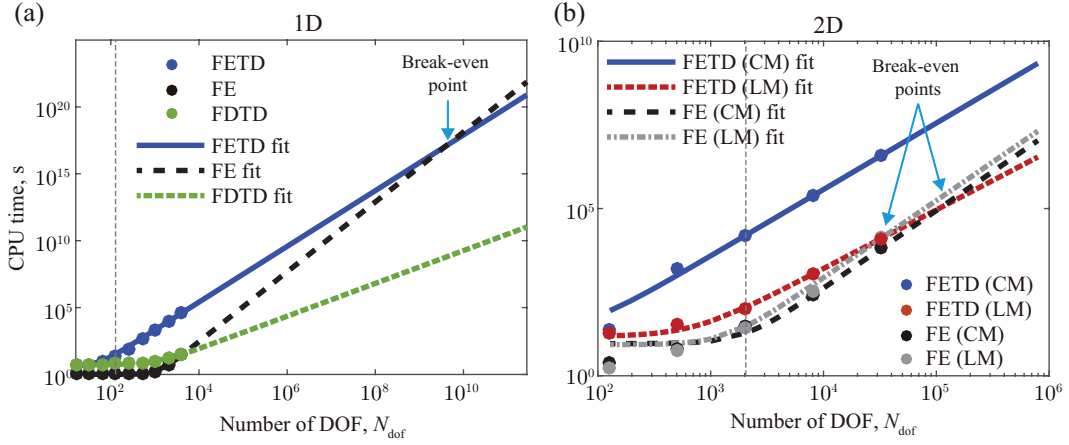 (a)
1D
FETD
FE
FDTD
FETD fit
FE fit
FDTD fit
Break-even
point
CPU time, s
10^20
10^15
10^10
10^5
10^0
10^2
10^4
10^6
10^8
10^10
Number of DOF, N_dof
(b)
2D
FETD (CM) fit
FETD (LM) fit
FE (CM) fit
FE (LM) fit
Break-even
points
FETD (CM)
FETD (LM)
FE (CM)
FE (LM)
10^10
10^5
10^0
10^2
10^3
10^4
10^5
10^6
Number of DOF, N_dof